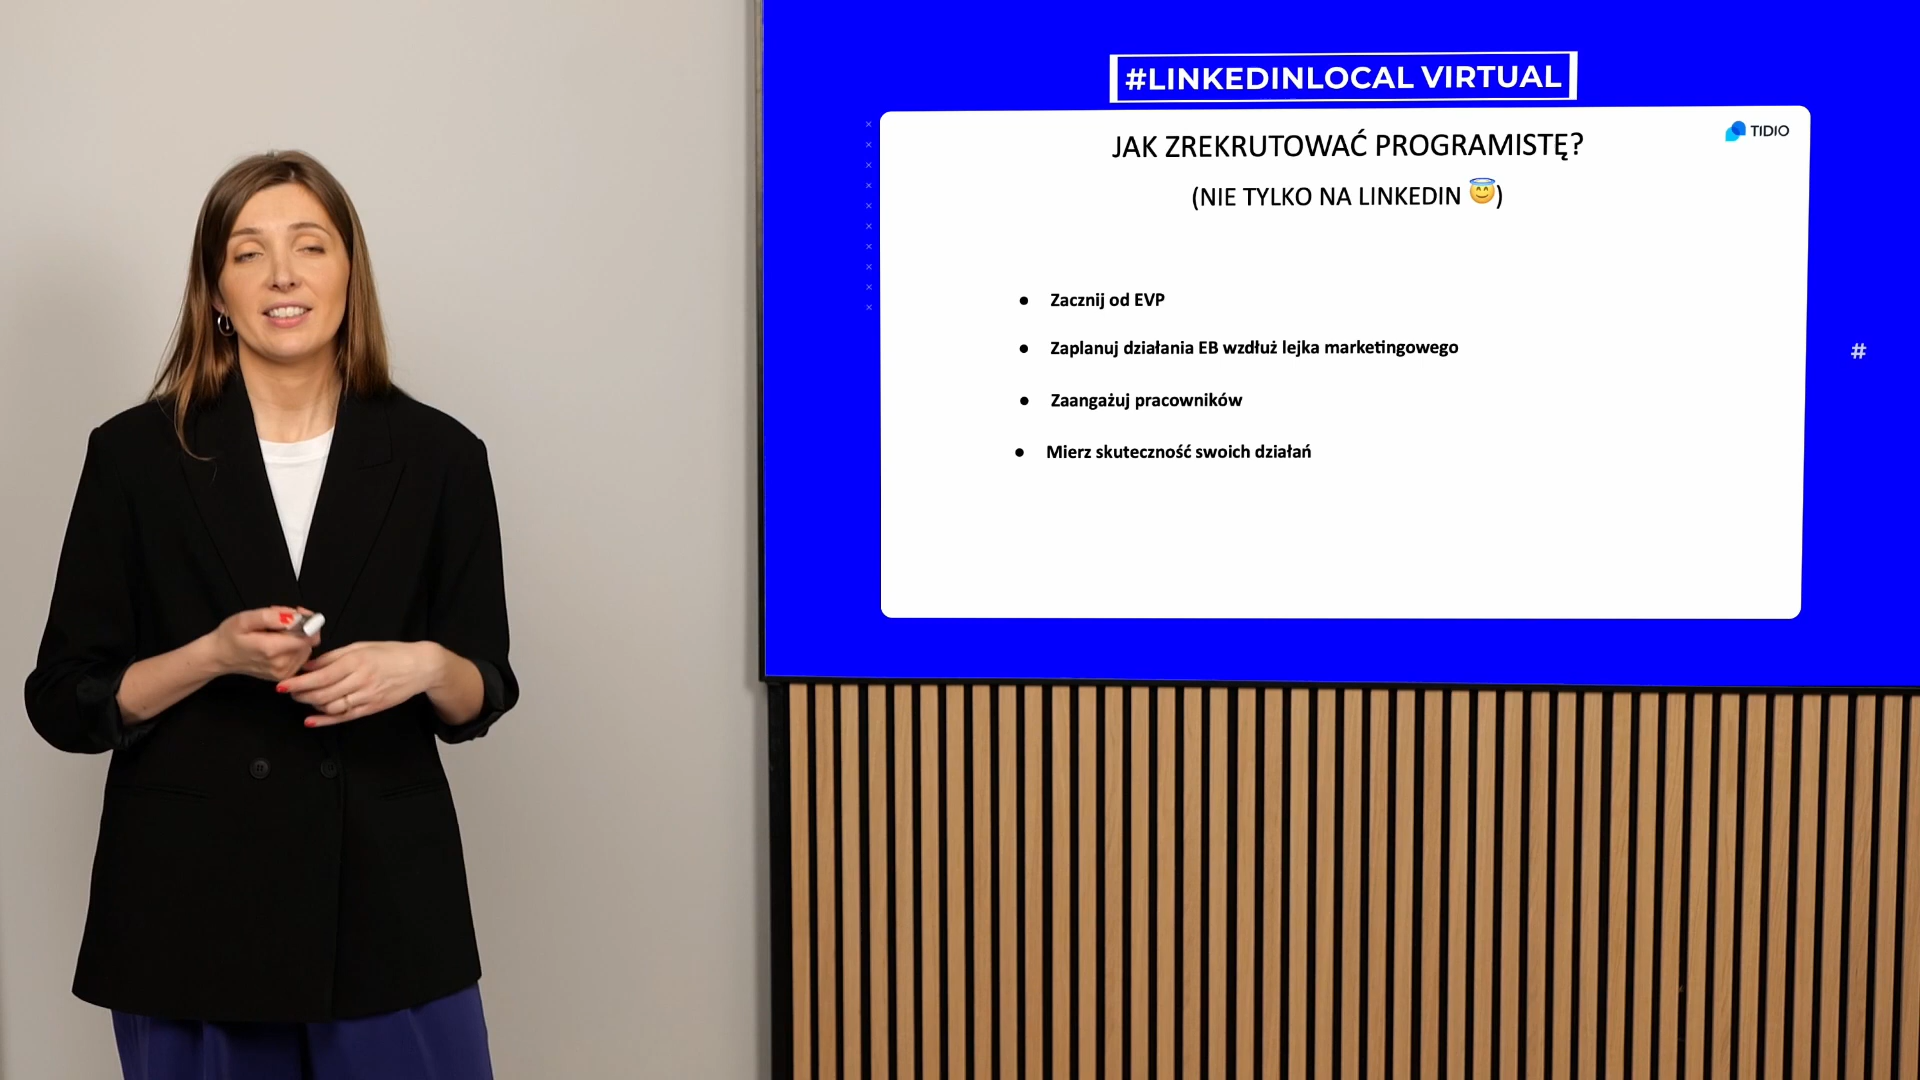 #LINKEDINLOCAL VIRTUAL
JAK ZREKRUTOWAĆ PROGRAMISTĘ?
TIDIO
(NIE TYLKO NA LINKEDIN 😇)
● Zacznij od EVP
● Zaplanuj działania EB wzdłuż lejka marketingowego
#
● Zaangażuj pracowników
● Mierz skuteczność swoich działań